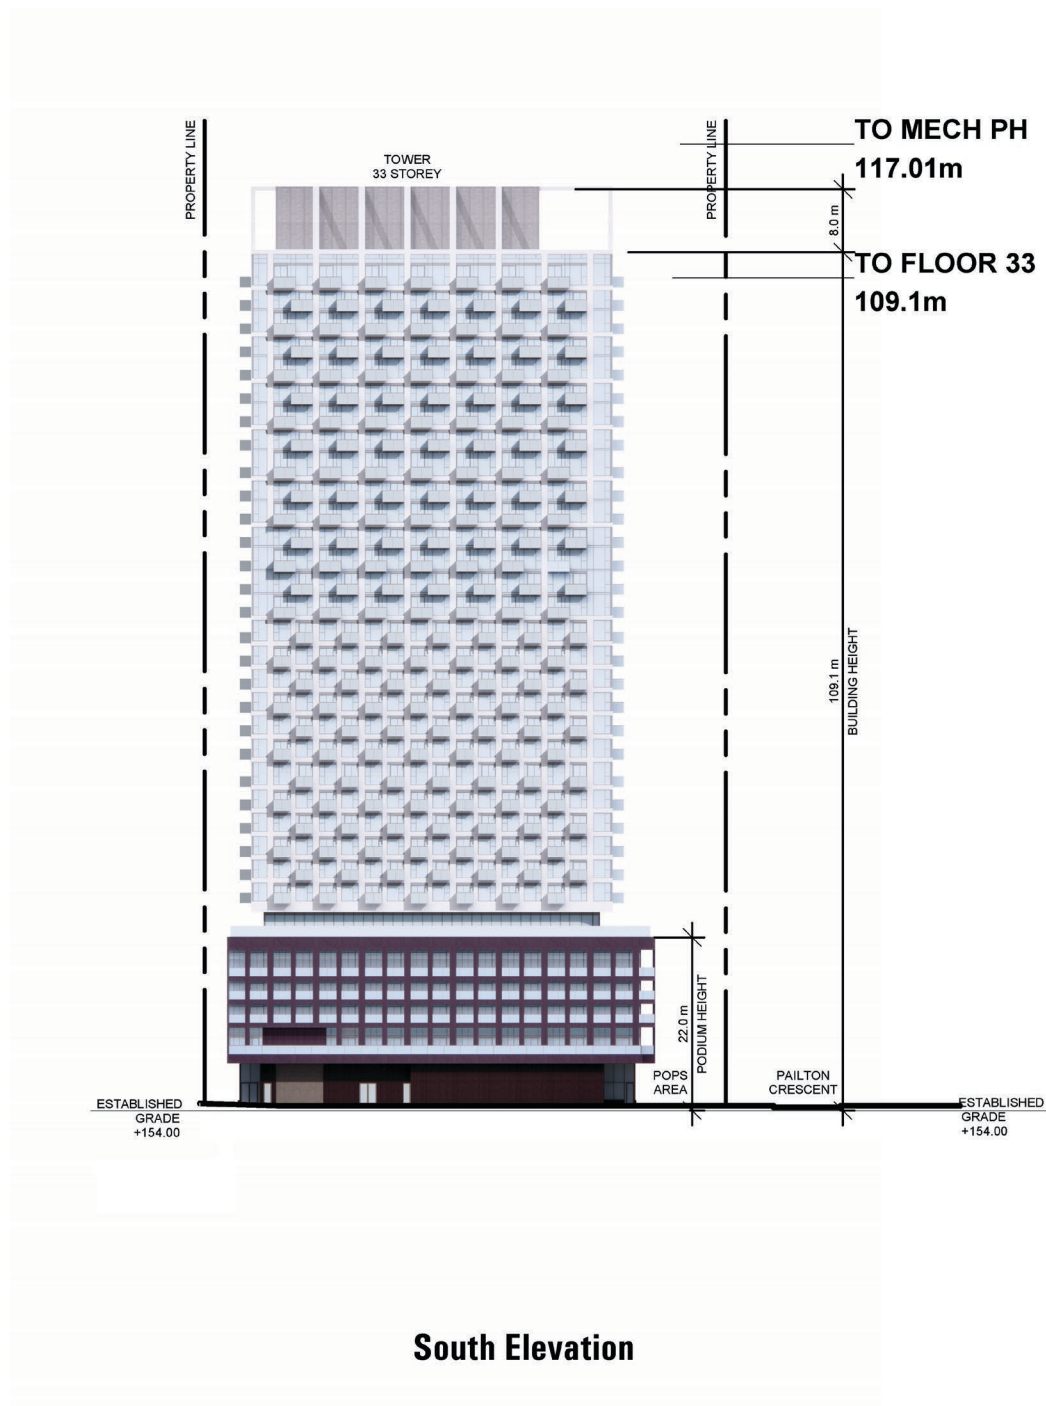 PROPERTY LINE
TOWER
33 STOREY
PROPERTY LINE
TO MECH PH
117.01m
8.0 m
TO FLOOR 33
109.1m
109.1 m
BUILDING HEIGHT
22.0 m
PODIUM HEIGHT
POPS
AREA
PAILTON
CRESCENT
ESTABLISHED
GRADE
+154.00
ESTABLISHED
GRADE
+154.00
South Elevation